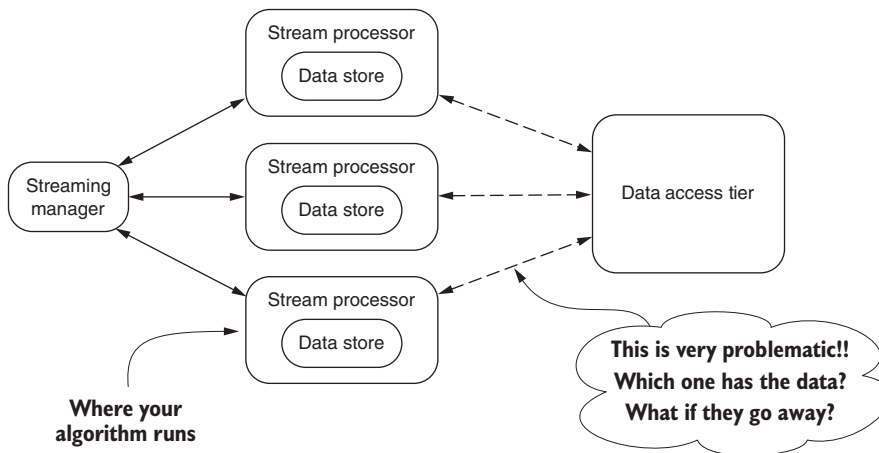 Stream processor
Data store
Stream processor
Data store
Streaming
manager
Data access tier
Stream processor
Data store
Where your
algorithm runs
This is very problematic!!
Which one has the data?
What if they go away?